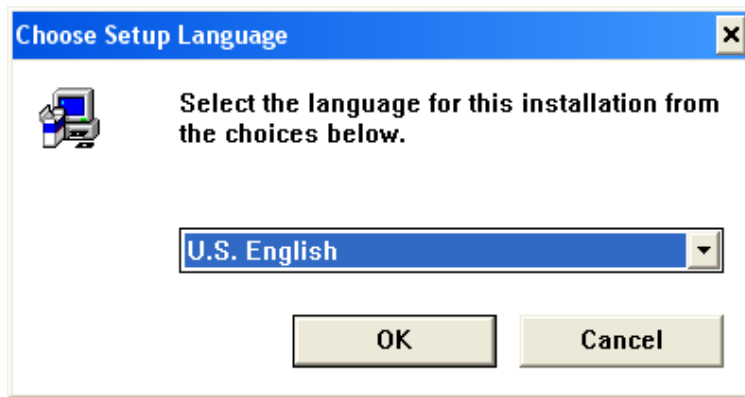 Choose Setup Language
Select the language for this installation from
the choices below.
U.S. English
OK
Cancel